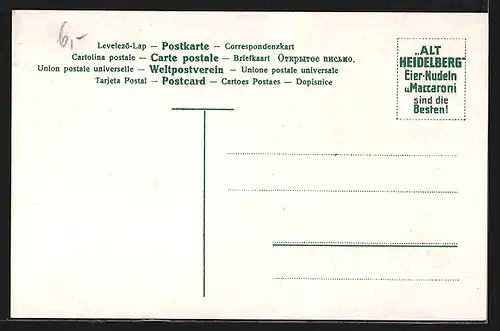 6,-
Levelező-Lap — Postkarte — Correspondenzkart
Cartolina postale — Carte postale — Briefkaart Открытое письмо.
Union postale universelle — Weltpostverein — Unione postale universale
Tarjeta Postal — Postcard — Cartoes Postaes — Dopisnice
„ALT
HEIDELBERG"
Eier-Nudeln
u Maccaroni
sind die
Besten!